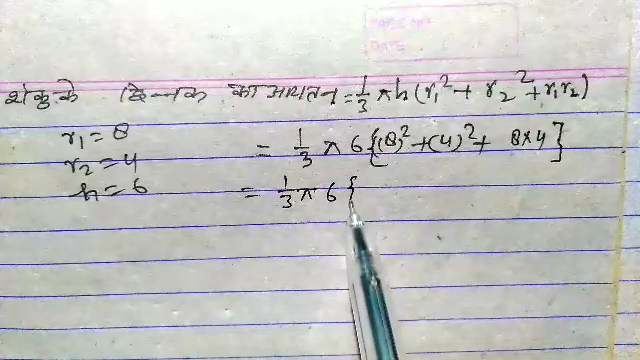 शंकु के छिन्नक का आयतन = 1/3 πh(r₁² + r₂² + r₁r₂)
r₁ = 8
= 1/3 π 6{(8)² + (4)² + 8×4}
r₂ = 4
h = 6
= 1/3 π 6{
DATE